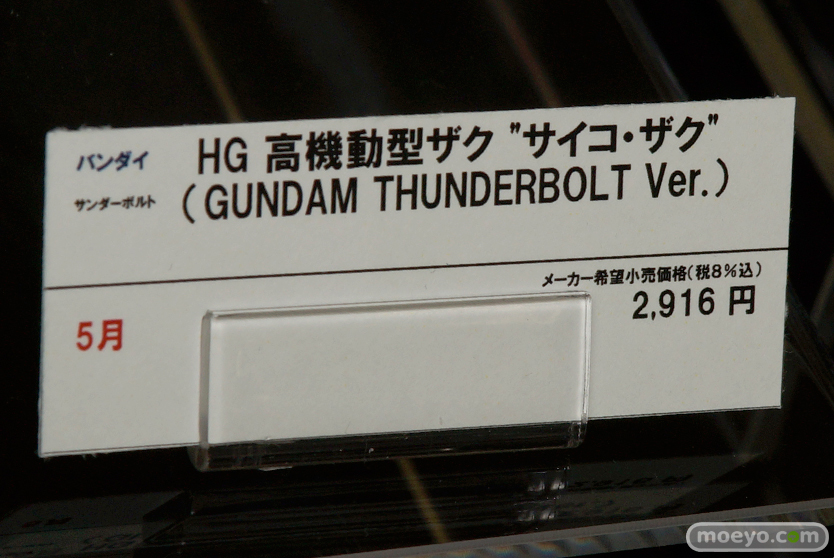 バンダイ
HG 高機動型ザク "サイコ・ザク"
サンダーボルト
(GUNDAM THUNDERBOLT Ver.)
メーカー希望小売価格(税8%込)
2,916 円
5月
moeyo.com